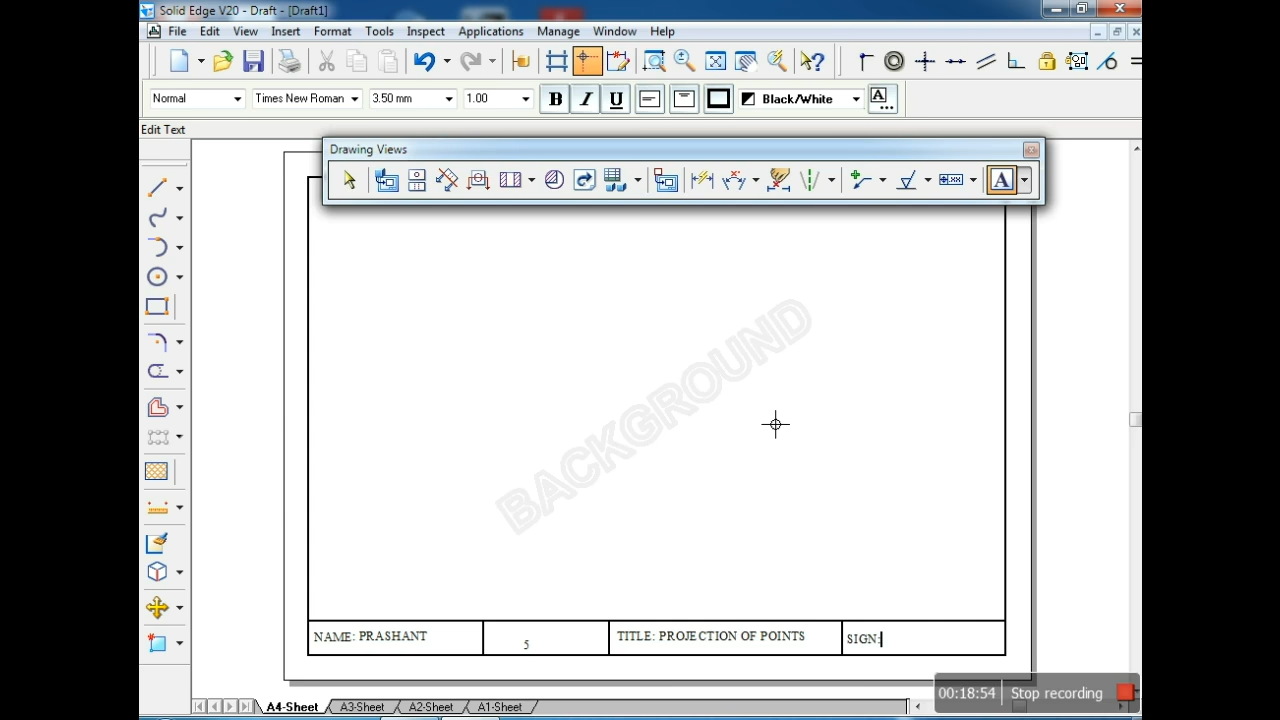 Solid Edge V20 - Draft - [Draft1]
File Edit View Insert Format Tools Inspect Applications Manage Window Help
Normal Times New Roman 3.50 mm 1.00 B I U Black/White A
Edit Text
Drawing Views
A
BACKGROUND
NAME: PRASHANT 5 TITLE: PROJECTION OF POINTS SIGN:
A4-Sheet A3-Sheet A2-Sheet A1-Sheet
00:18:54 Stop recording